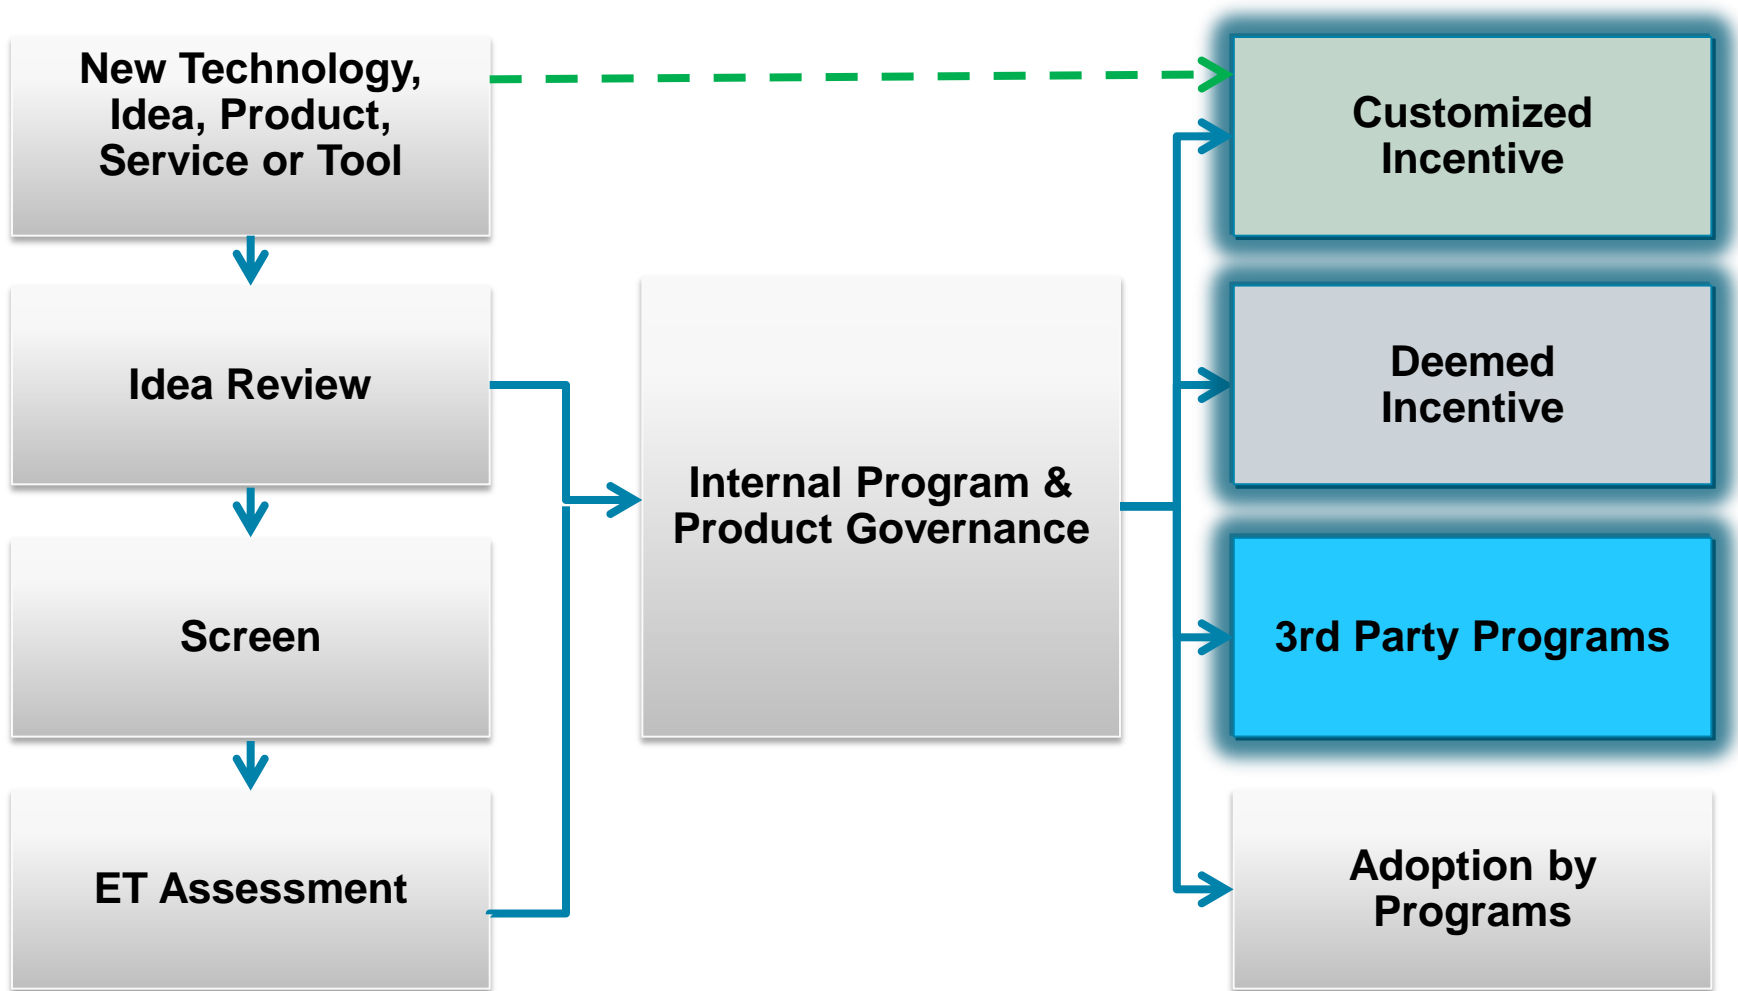 New Technology,
Idea, Product,
Service or Tool
Idea Review
Screen
ET Assessment
Internal Program &
Product Governance
Customized
Incentive
Deemed
Incentive
3rd Party Programs
Adoption by
Programs